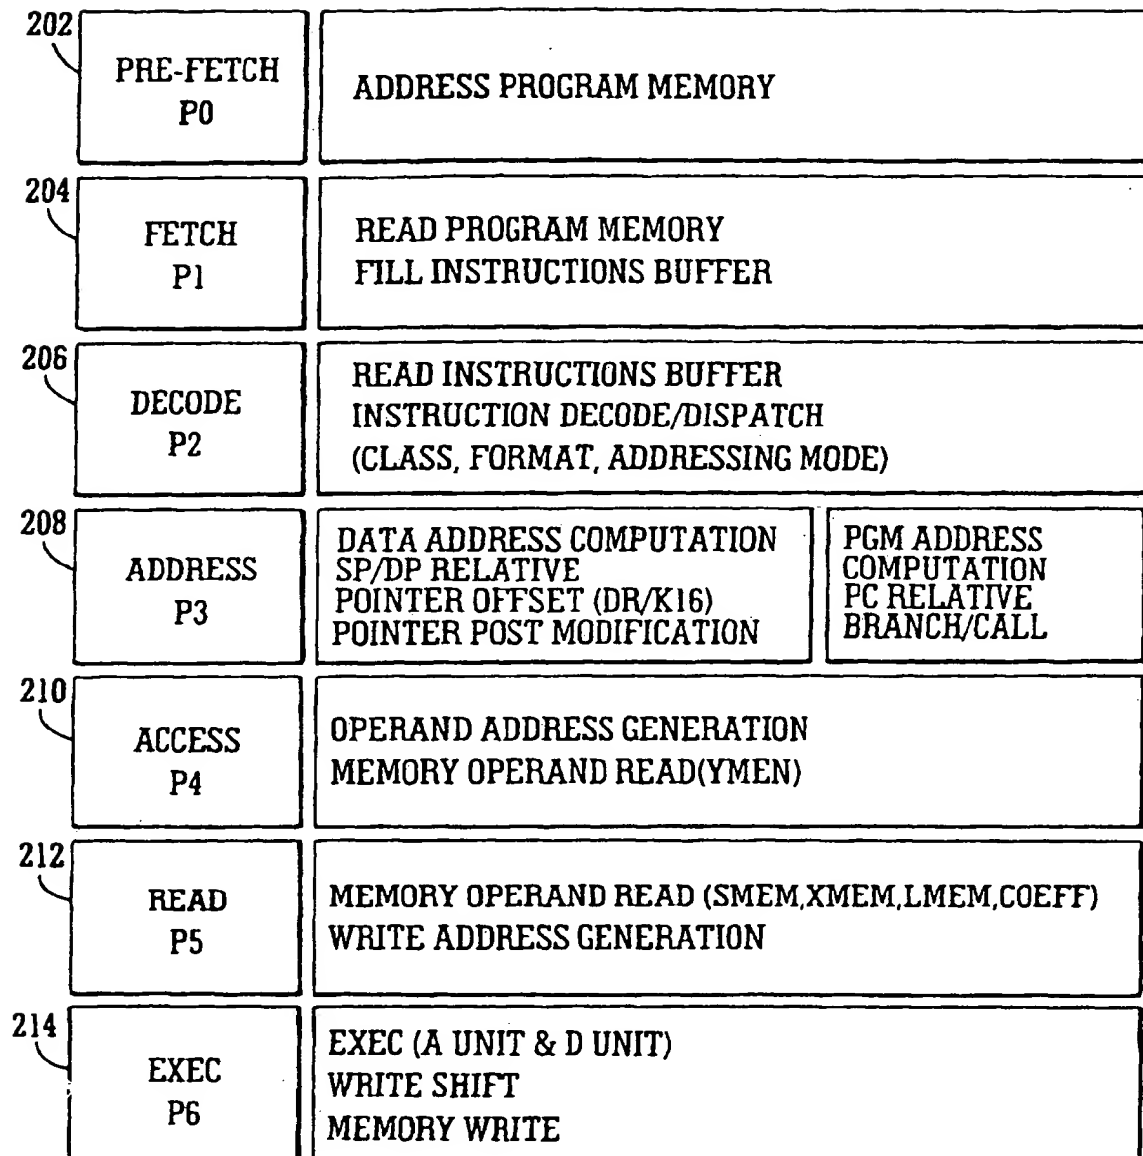 202
PRE-FETCH
P0
ADDRESS PROGRAM MEMORY
204
FETCH
P1
READ PROGRAM MEMORY
FILL INSTRUCTIONS BUFFER
206
DECODE
P2
READ INSTRUCTIONS BUFFER
INSTRUCTION DECODE/DISPATCH
(CLASS, FORMAT, ADDRESSING MODE)
208
ADDRESS
P3
DATA ADDRESS COMPUTATION
SP/DP RELATIVE
POINTER OFFSET (DR/K16)
POINTER POST MODIFICATION
PGM ADDRESS
COMPUTATION
PC RELATIVE
BRANCH/CALL
210
ACCESS
P4
OPERAND ADDRESS GENERATION
MEMORY OPERAND READ(YMEN)
212
READ
P5
MEMORY OPERAND READ (SMEM,XMEM,LMEM,COEFF)
WRITE ADDRESS GENERATION
214
EXEC
P6
EXEC (A UNIT & D UNIT)
WRITE SHIFT
MEMORY WRITE